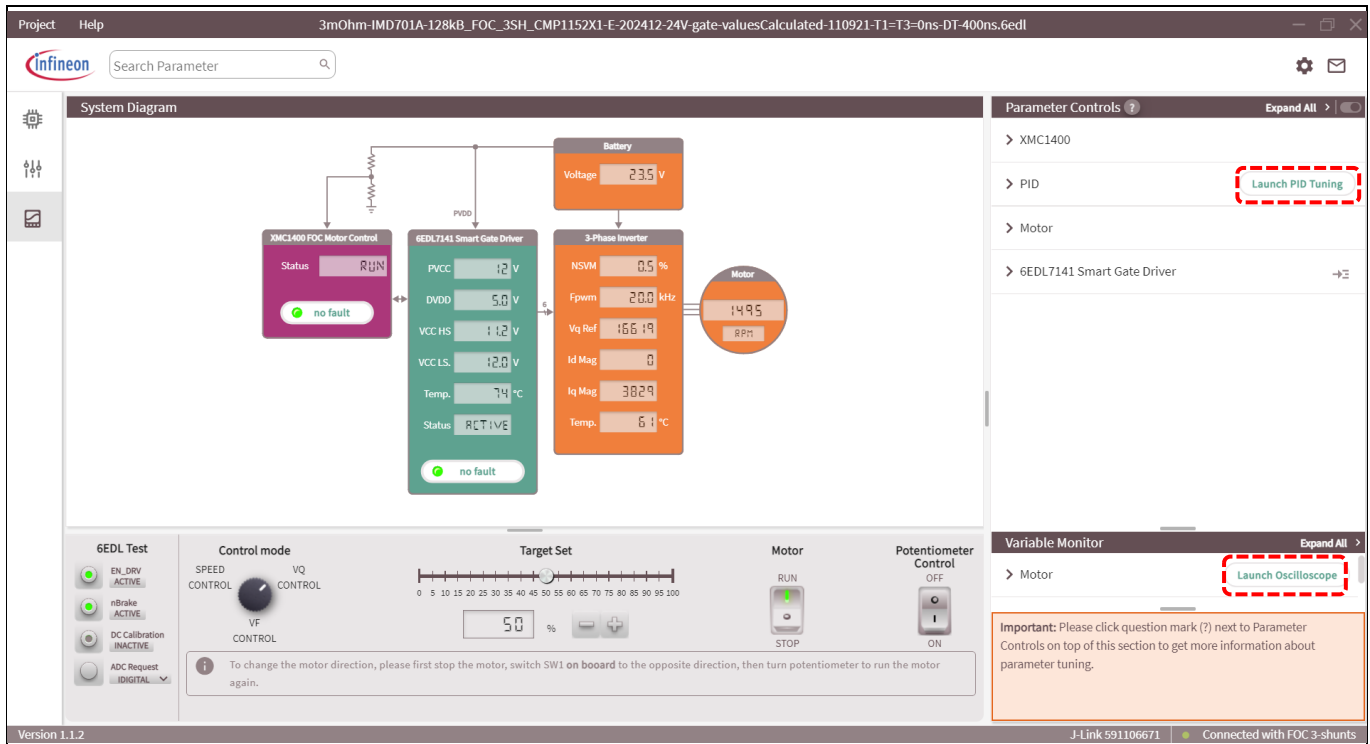 Project Help 3mOhm-IMD701A-128kB_FOC_3SH_CMP1152X1-E-202412-24V-gate-valuesCalculated-110921-T1=T3=0ns-DT-400ns.6edl
infineon Search Parameter
System Diagram
Battery
Voltage 23.5 V
PVDD
XMC1400 FOC Motor Control
Status RUN
no fault
6EDL7141 Smart Gate Driver
PVCC 12 V
DVDD 5.0 V
VCC HS 11.2 V
VCC LS. 12.0 V
Temp. 74 °C
Status ACTIVE
no fault
6
3-Phase Inverter
NSVM 0.5 %
Fpwm 20.0 kHz
Vq Ref 16619
Id Mag 0
Iq Mag 3829
Temp. 61 °C
Motor
1495
RPM
Parameter Controls ? Expand All >
XMC1400
PID Launch PID Tuning
Motor
6EDL7141 Smart Gate Driver
6EDL Test
EN_DRV
ACTIVE
nBrake
ACTIVE
DC Calibration
INACTIVE
ADC Request
IDIGITAL
Control mode
SPEED CONTROL
VQ CONTROL
VF CONTROL
Target Set
0 5 10 15 20 25 30 35 40 45 50 55 60 65 70 75 80 85 90 95 100
50 %
Motor
RUN
STOP
Potentiometer
Control
OFF
ON
To change the motor direction, please first stop the motor, switch SW1 on booard to the opposite direction, then turn potentiometer to run the motor
again.
Variable Monitor Expand All >
Motor Launch Oscilloscope
Important: Please click question mark (?) next to Parameter
Controls on top of this section to get more information about
parameter tuning.
Version 1.1.2 J-Link 591106671 Connected with FOC 3-shunts